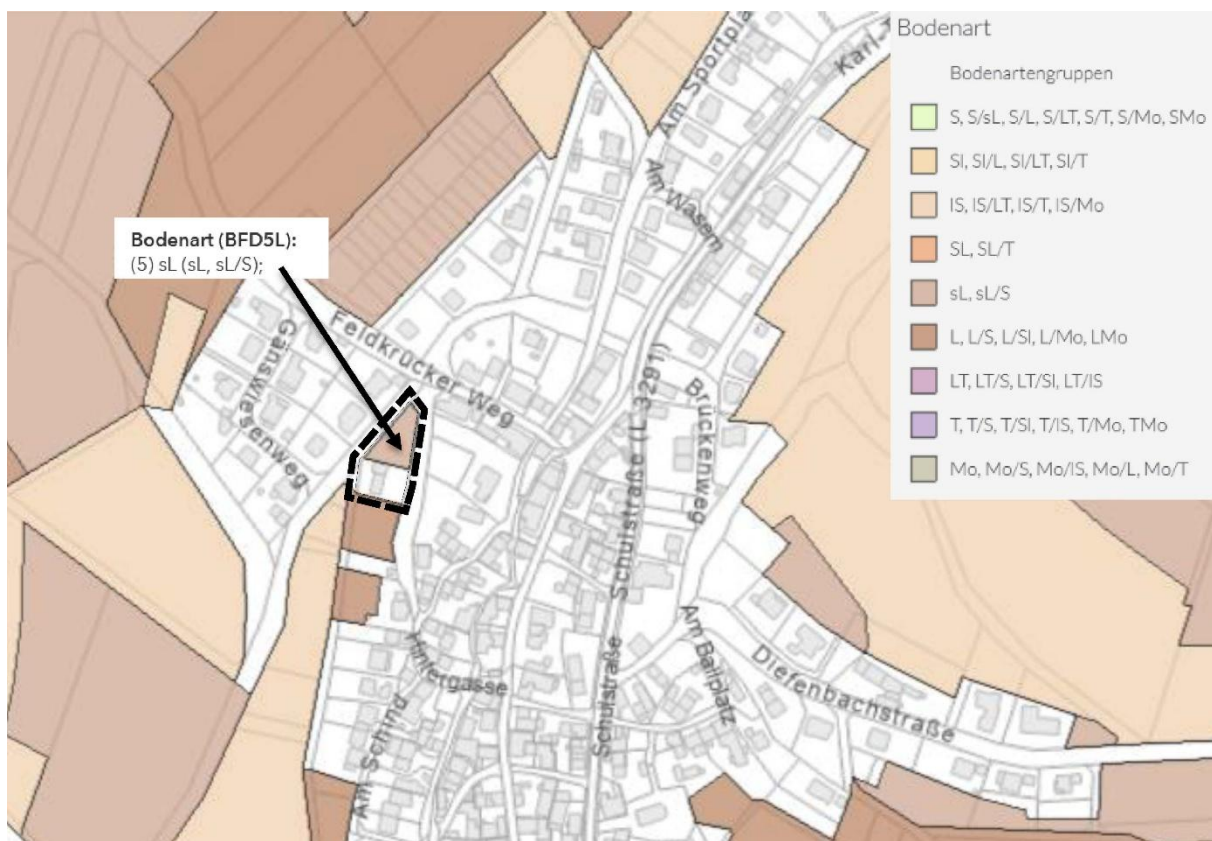 Bodenart
Bodenartengruppen
S, S/sL, S/L, S/LT, S/T, S/Mo, SMo
Sl, Sl/L, Sl/LT, Sl/T
lS, lS/LT, lS/T, lS/Mo
SL, SL/T
sL, sL/S
L, L/S, L/Sl, L/Mo, LMo
LT, LT/S, LT/Sl, LT/lS
T, T/S, T/Sl, T/lS, T/Mo, TMo
Mo, Mo/S, Mo/lS, Mo/L, Mo/T
Am Sportpla
Karl-
Am Wasem
Bodenart (BFD5L):
(5) sL (sL, sL/S);
Feldkrücker Weg
Gänswiesenweg
Schulstraße (L 3291)
Brückenweg
Hintergasse
Am Schind
Schulstraße
Am Ballplatz
Diefenbachstraße